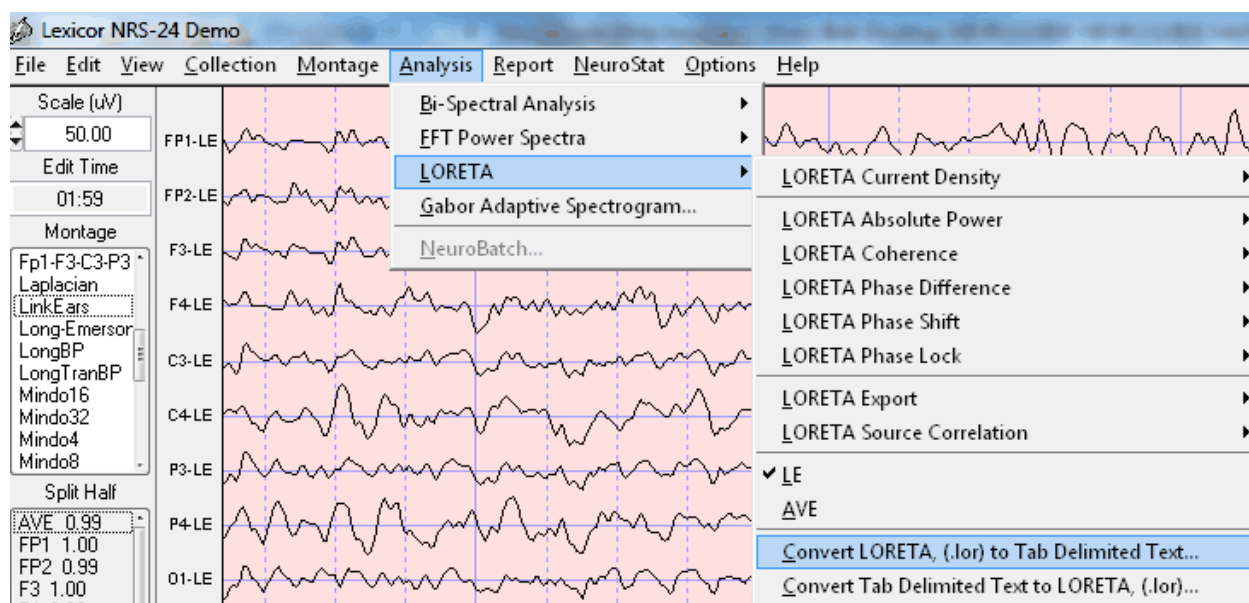 Lexicor NRS-24 Demo
File Edit View Collection Montage Analysis Report NeuroStat Options Help
Scale (uV)
50.00
Edit Time
01:59
Montage
Fp1-F3-C3-P3
Laplacian
LinkEars
Long-Emerson
LongBP
LongTranBP
Mindo16
Mindo32
Mindo4
Mindo8
Split Half
AVE 0.99
FP1 1.00
FP2 0.99
F3 1.00
FP1-LE
FP2-LE
F3-LE
F4-LE
C3-LE
C4-LE
P3-LE
P4-LE
O1-LE
Bi-Spectral Analysis
FFT Power Spectra
LORETA
Gabor Adaptive Spectrogram...
NeuroBatch...
LORETA Current Density
LORETA Absolute Power
LORETA Coherence
LORETA Phase Difference
LORETA Phase Shift
LORETA Phase Lock
LORETA Export
LORETA Source Correlation
LE
AVE
Convert LORETA, (.lor) to Tab Delimited Text...
Convert Tab Delimited Text to LORETA, (.lor)...